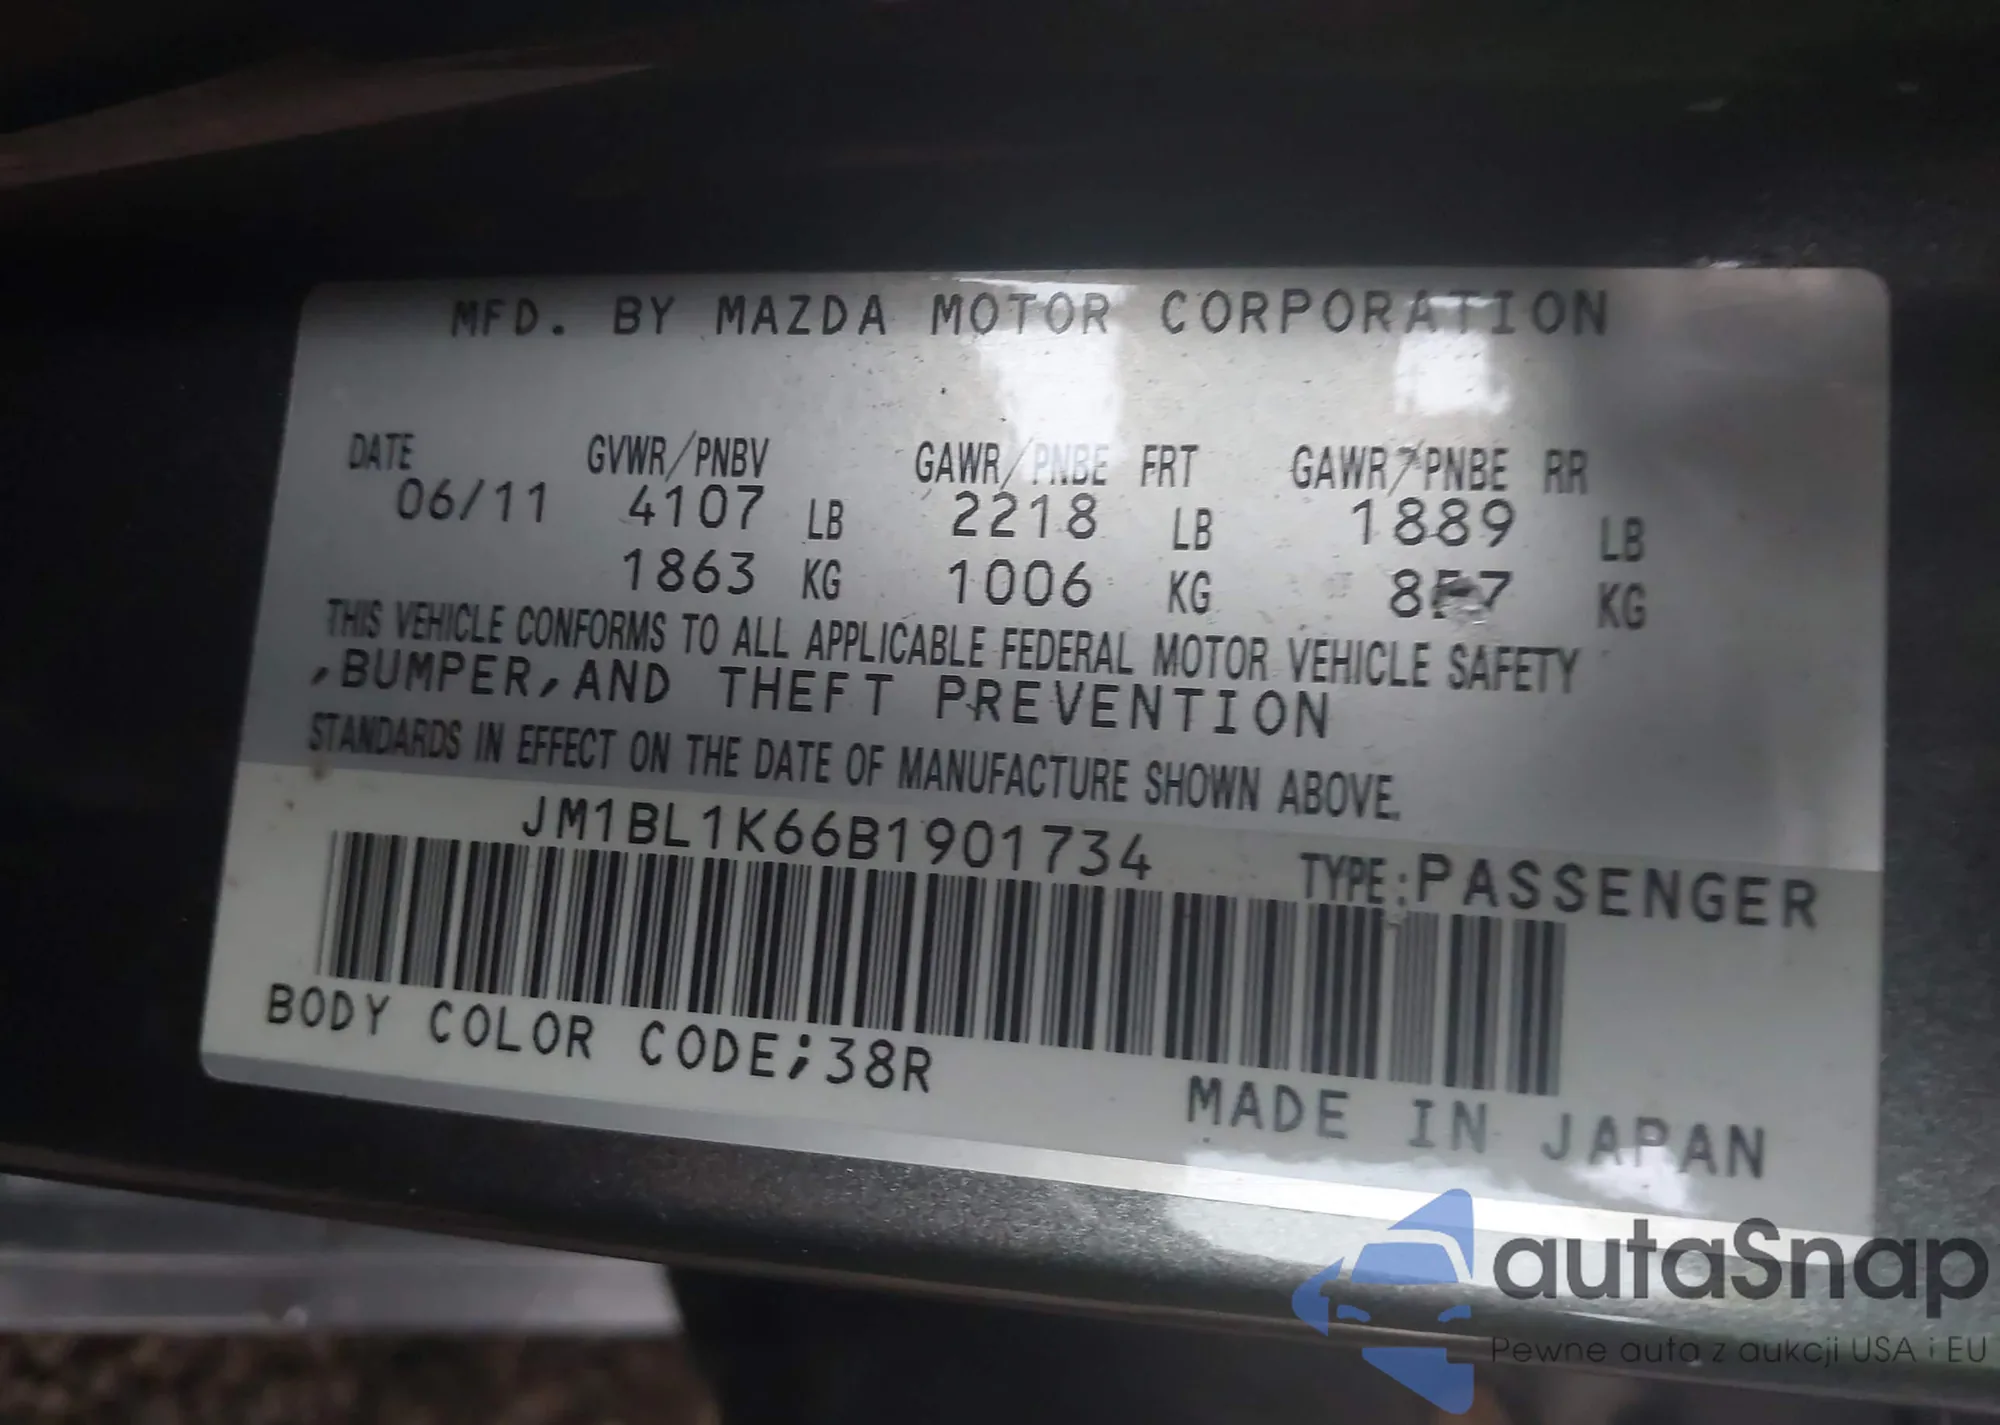 MFD. BY MAZDA MOTOR CORPORATION
DATE GVWR/PNBV GAWR/PNBE FRT GAWR/PNBE RR
06/11 4107 LB 2218 LB 1889 LB
1863 KG 1006 KG KG
THIS VEHICLE CONFORMS TO ALL APPLICABLE FEDERAL MOTOR VEHICLE SAFETY
,BUMPER,AND THEFT PREVENTION
STANDARDS IN EFFECT ON THE DATE OF MANUFACTURE SHOWN ABOVE.
JM1BL1K66B1901734
TYPE:PASSENGER
BODY COLOR CODE;38R
MADE IN JAPAN
autaSnap
Pewne auta z aukcji USA i EU